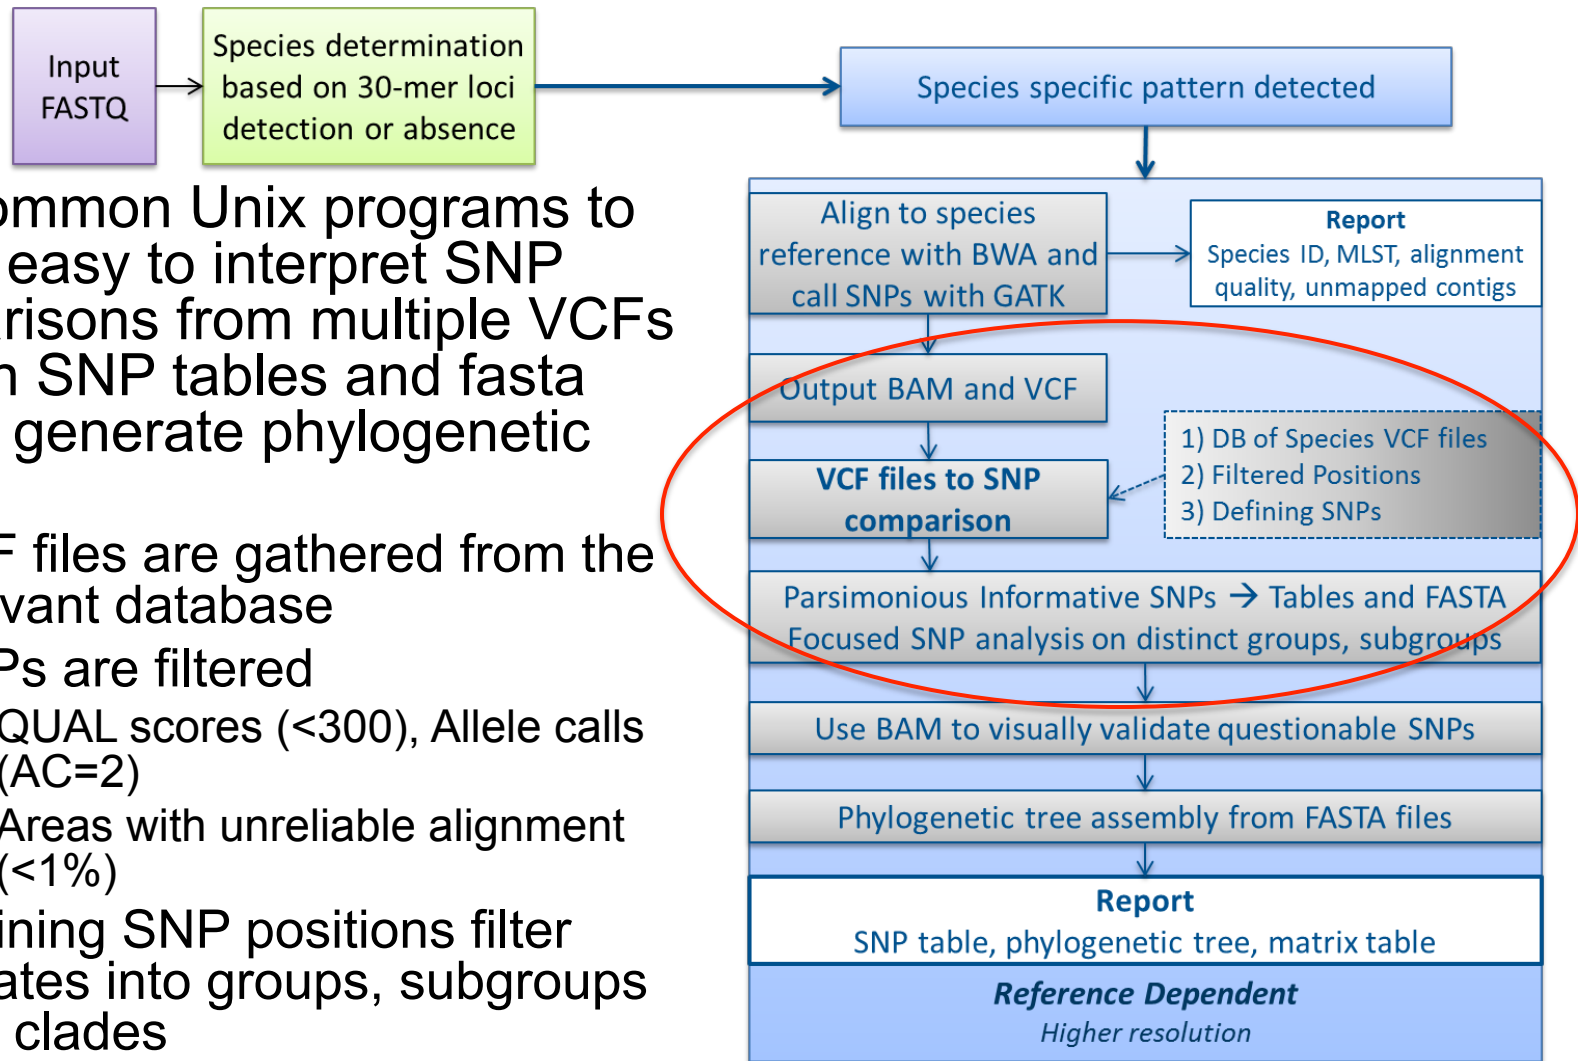 Input
FASTQ
Species determination
based on 30-mer loci
detection or absence
Species specific pattern detected
ommon Unix programs to
easy to interpret SNP
arisons from multiple VCFs
n SNP tables and fasta
generate phylogenetic
F files are gathered from the
vant database
Ps are filtered
QUAL scores (<300), Allele calls
(AC=2)
Areas with unreliable alignment
(<1%)
ining SNP positions filter
ates into groups, subgroups
clades
Align to species
reference with BWA and
call SNPs with GATK
Report
Species ID, MLST, alignment
quality, unmapped contigs
Output BAM and VCF
VCF files to SNP
comparison
1) DB of Species VCF files
2) Filtered Positions
3) Defining SNPs
Parsimonious Informative SNPs → Tables and FASTA
Focused SNP analysis on distinct groups, subgroups
Use BAM to visually validate questionable SNPs
Phylogenetic tree assembly from FASTA files
Report
SNP table, phylogenetic tree, matrix table
Reference Dependent
Higher resolution